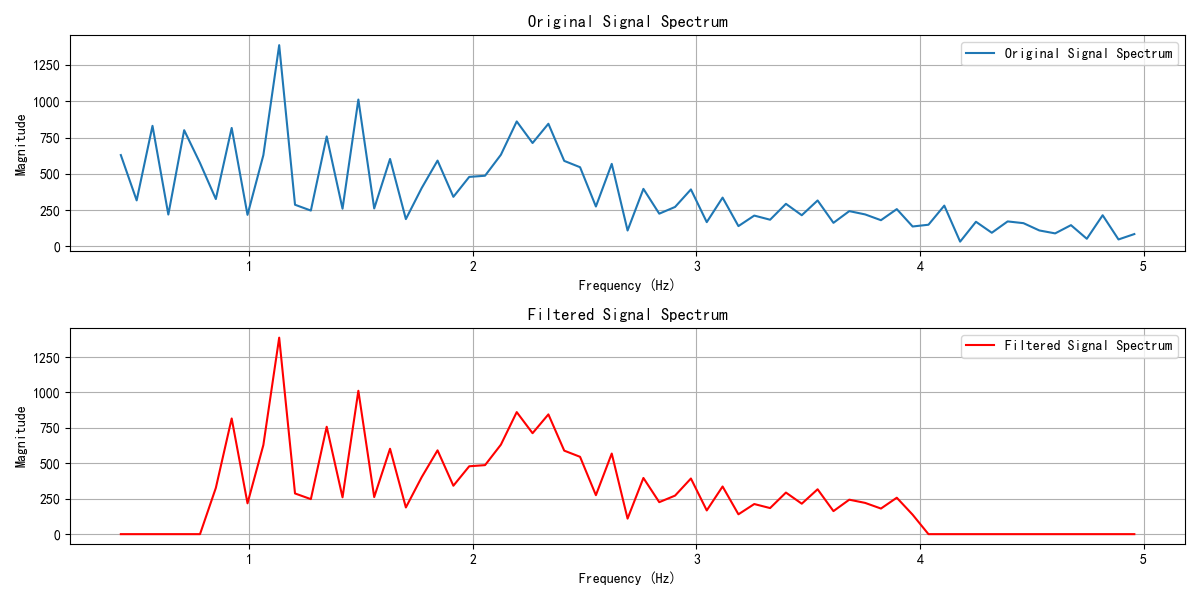 Original Signal Spectrum
Original Signal Spectrum
1250
1000
750
500
250
0
Magnitude
1 2 3 4 5
Frequency (Hz)
Filtered Signal Spectrum
Filtered Signal Spectrum
1250
1000
750
500
250
0
Magnitude
1 2 3 4 5
Frequency (Hz)